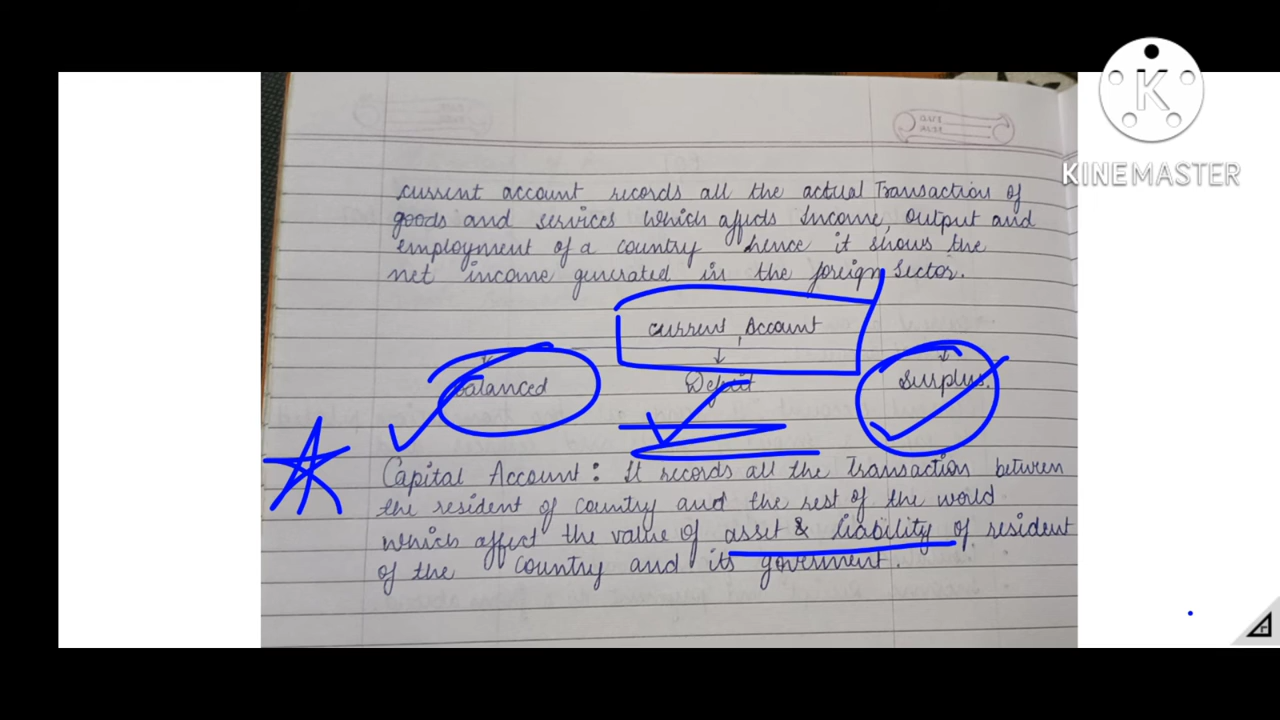 K
KINEMASTER
current account records all the actual Transaction of
goods and services which affects Income, output and
employment of a country hence it shows the
net income generated in the foreign Sector.
current Account
balanced Deficit Surplus.
Capital Account: It records all the Transaction between
the resident of country and the rest of the world
which affect the value of asset & liability of resident
of the country and its goverment.